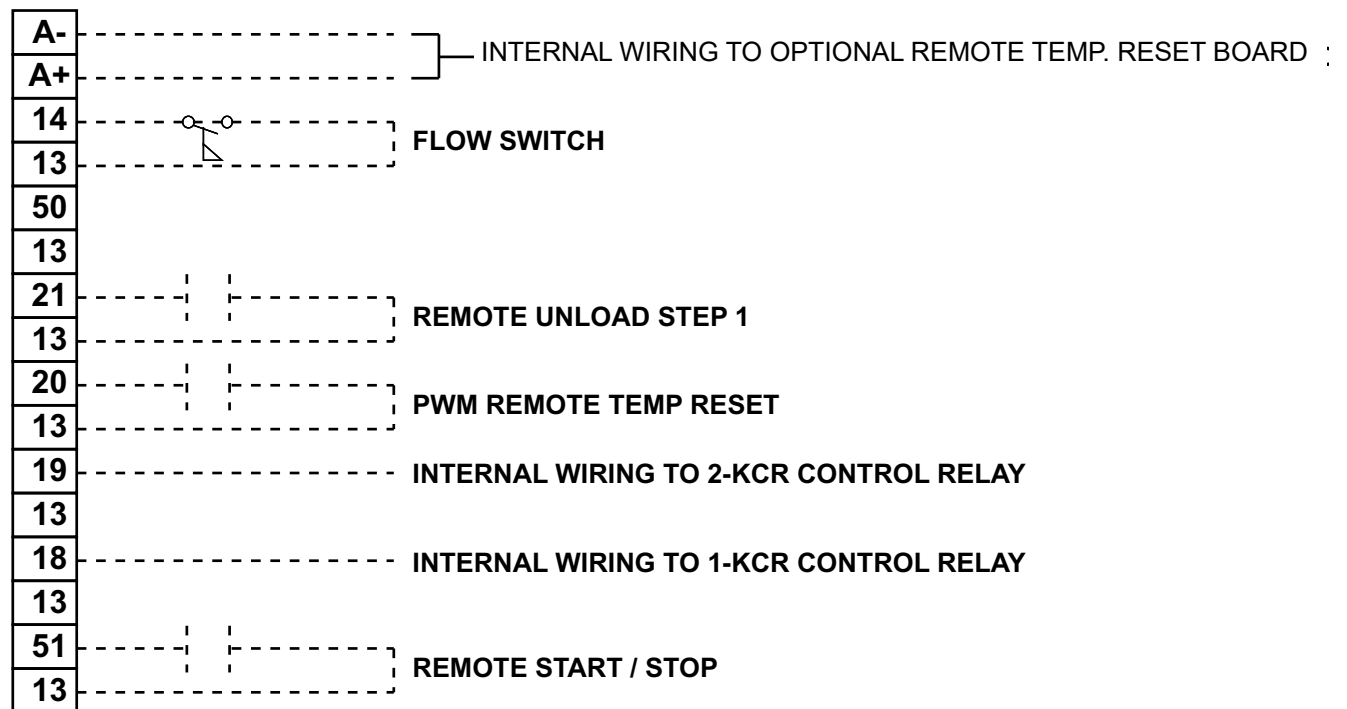 A-
INTERNAL WIRING TO OPTIONAL REMOTE TEMP. RESET BOARD
A+
14
FLOW SWITCH
13
50
13
21
REMOTE UNLOAD STEP 1
13
20
PWM REMOTE TEMP RESET
13
19 INTERNAL WIRING TO 2-KCR CONTROL RELAY
13
18 INTERNAL WIRING TO 1-KCR CONTROL RELAY
13
51
REMOTE START / STOP
13